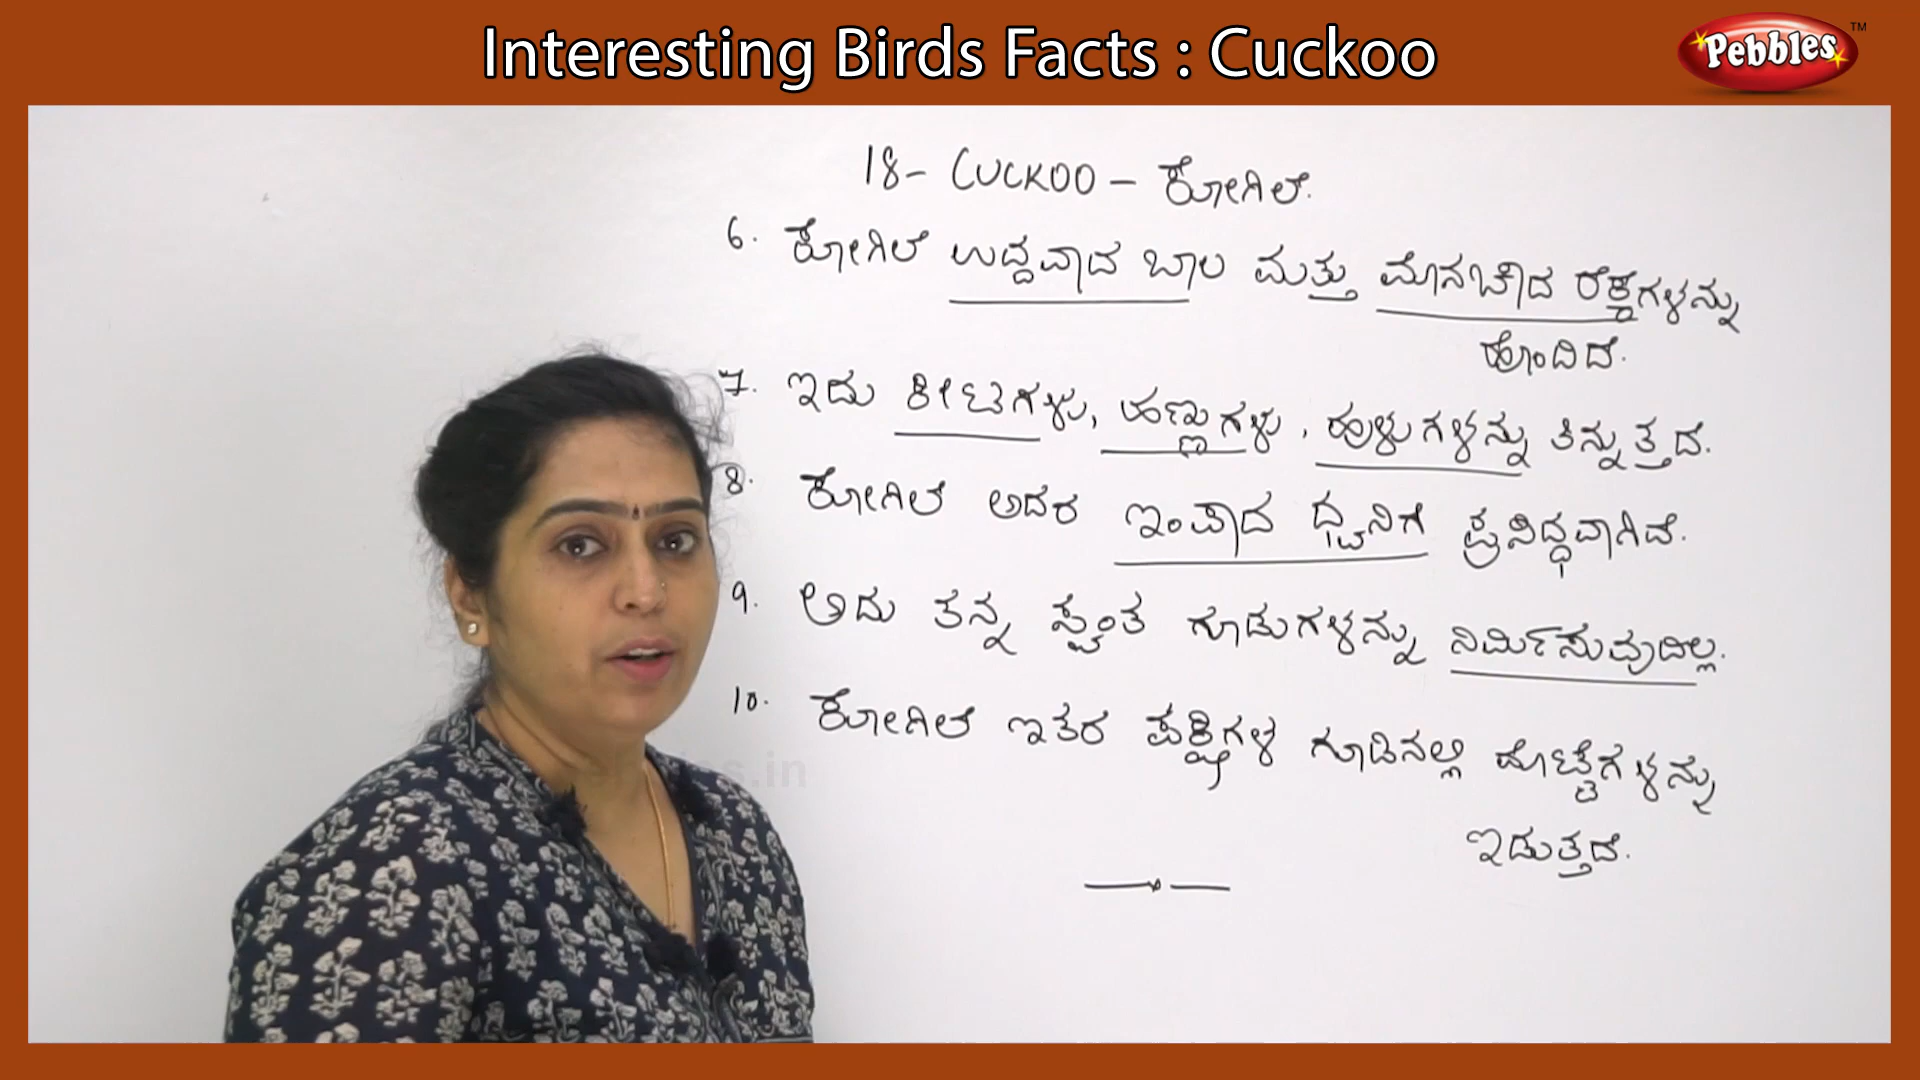 Interesting Birds Facts : Cuckoo
Pebbles TM
18- CUCKOO - ಕೋಗಿಲೆ.
6. ಕೋಗಿಲೆ ಉದ್ದವಾದ ಬಾಲ ಮತ್ತು ಮೊನಚಾದ ರೆಕ್ಕೆಗಳನ್ನು
ಹೊಂದಿದೆ.
7. ಇದು ಕೀಟಗಳು, ಹಣ್ಣುಗಳು, ಹುಳುಗಳನ್ನು ತಿನ್ನುತ್ತದೆ.
8. ಕೋಗಿಲೆ ಅದರ ಇಂಪಾದ ಧ್ವನಿಗೆ ಪ್ರಸಿದ್ಧವಾಗಿದೆ.
9. ಅದು ತನ್ನ ಸ್ವಂತ ಗೂಡುಗಳನ್ನು ನಿರ್ಮಿಸುವುದಿಲ್ಲ.
10. ಕೋಗಿಲೆ ಇತರ ಪಕ್ಷಿಗಳ ಗೂಡಿನಲ್ಲಿ ಮೊಟ್ಟೆಗಳನ್ನು
ಇಡುತ್ತದೆ.